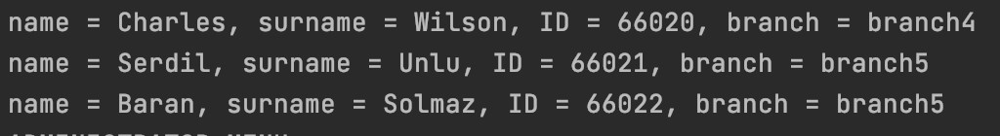 name = Charles, surname = Wilson, ID = 66020, branch = branch4
name = Serdil, surname = Unlu, ID = 66021, branch = branch5
name = Baran, surname = Solmaz, ID = 66022, branch = branch5